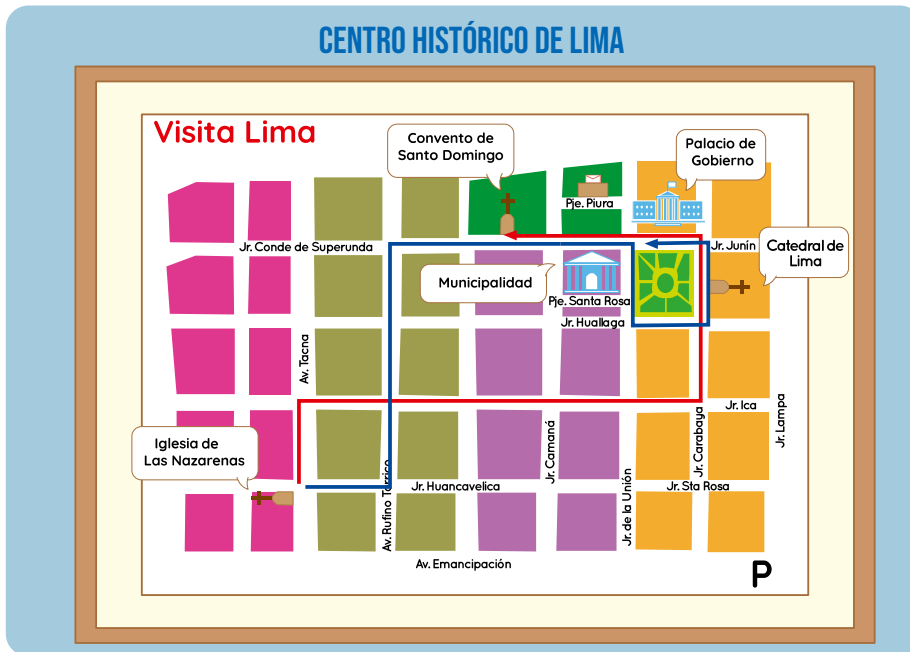 CENTRO HISTÓRICO DE LIMA
Visita Lima
Convento de
Santo Domingo
Palacio de
Gobierno
Pje. Piura
Jr. Conde de Superunda
Jr. Junín
Catedral de
Lima
Municipalidad
Pje. Santa Rosa
Jr. Huallaga
Av. Tacna
Jr. Ica
Jr. Lampa
Jr. Carabaya
Iglesia de
Las Nazarenas
Jr. Camaná
Av. Rufino Torrico
Jr. Huancavelica
Jr. de la Unión
Jr. Sta Rosa
Av. Emancipación
P